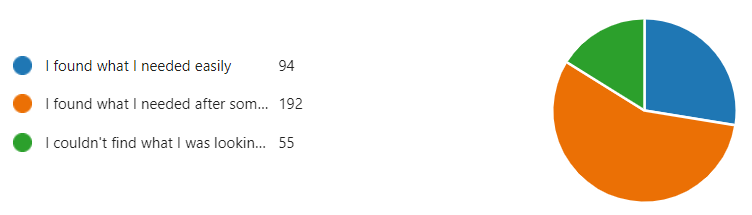 I found what I needed easily 94
I found what I needed after som... 192
I couldn't find what I was lookin... 55